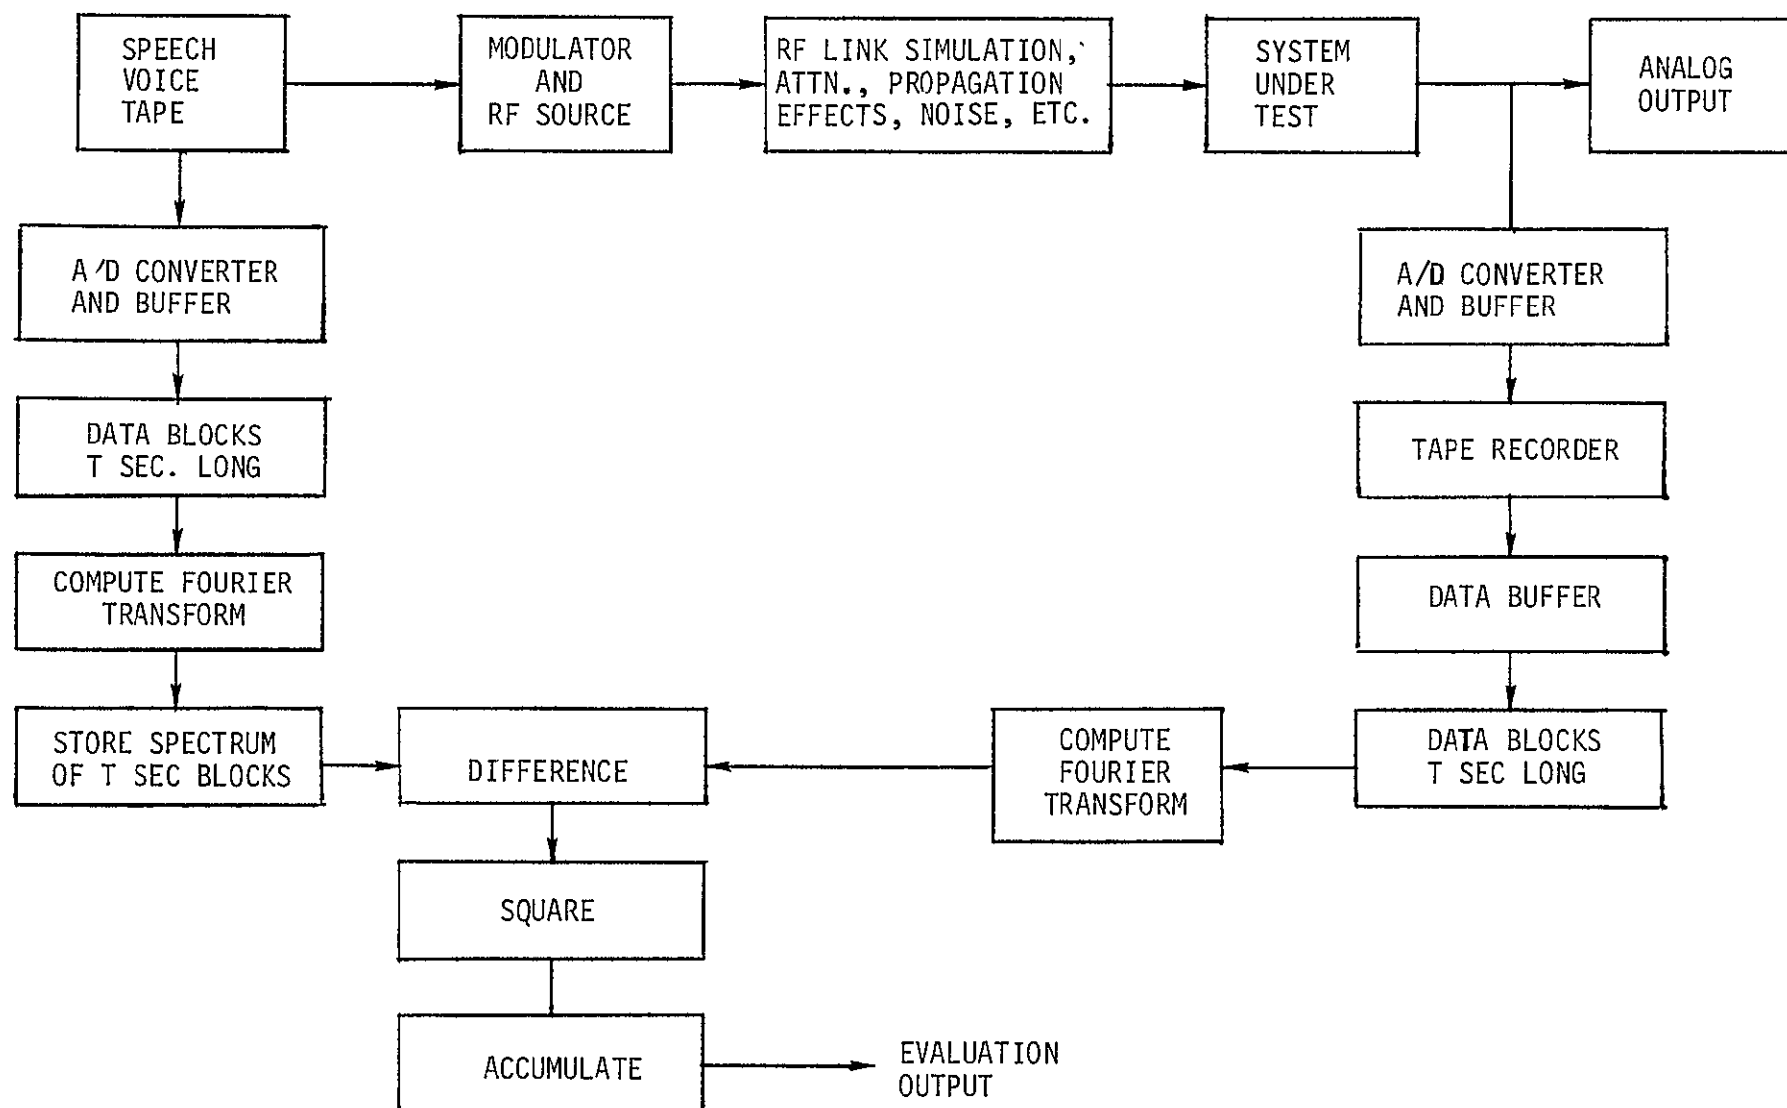 SPEECH
VOICE
TAPE
MODULATOR
AND
RF SOURCE
RF LINK SIMULATION,
ATTN., PROPAGATION
EFFECTS, NOISE, ETC.
SYSTEM
UNDER
TEST
ANALOG
OUTPUT
A/D CONVERTER
AND BUFFER
A/D CONVERTER
AND BUFFER
DATA BLOCKS
T SEC. LONG
TAPE RECORDER
COMPUTE FOURIER
TRANSFORM
DATA BUFFER
STORE SPECTRUM
OF T SEC BLOCKS
DIFFERENCE
COMPUTE
FOURIER
TRANSFORM
DATA BLOCKS
T SEC LONG
SQUARE
ACCUMULATE
EVALUATION
OUTPUT